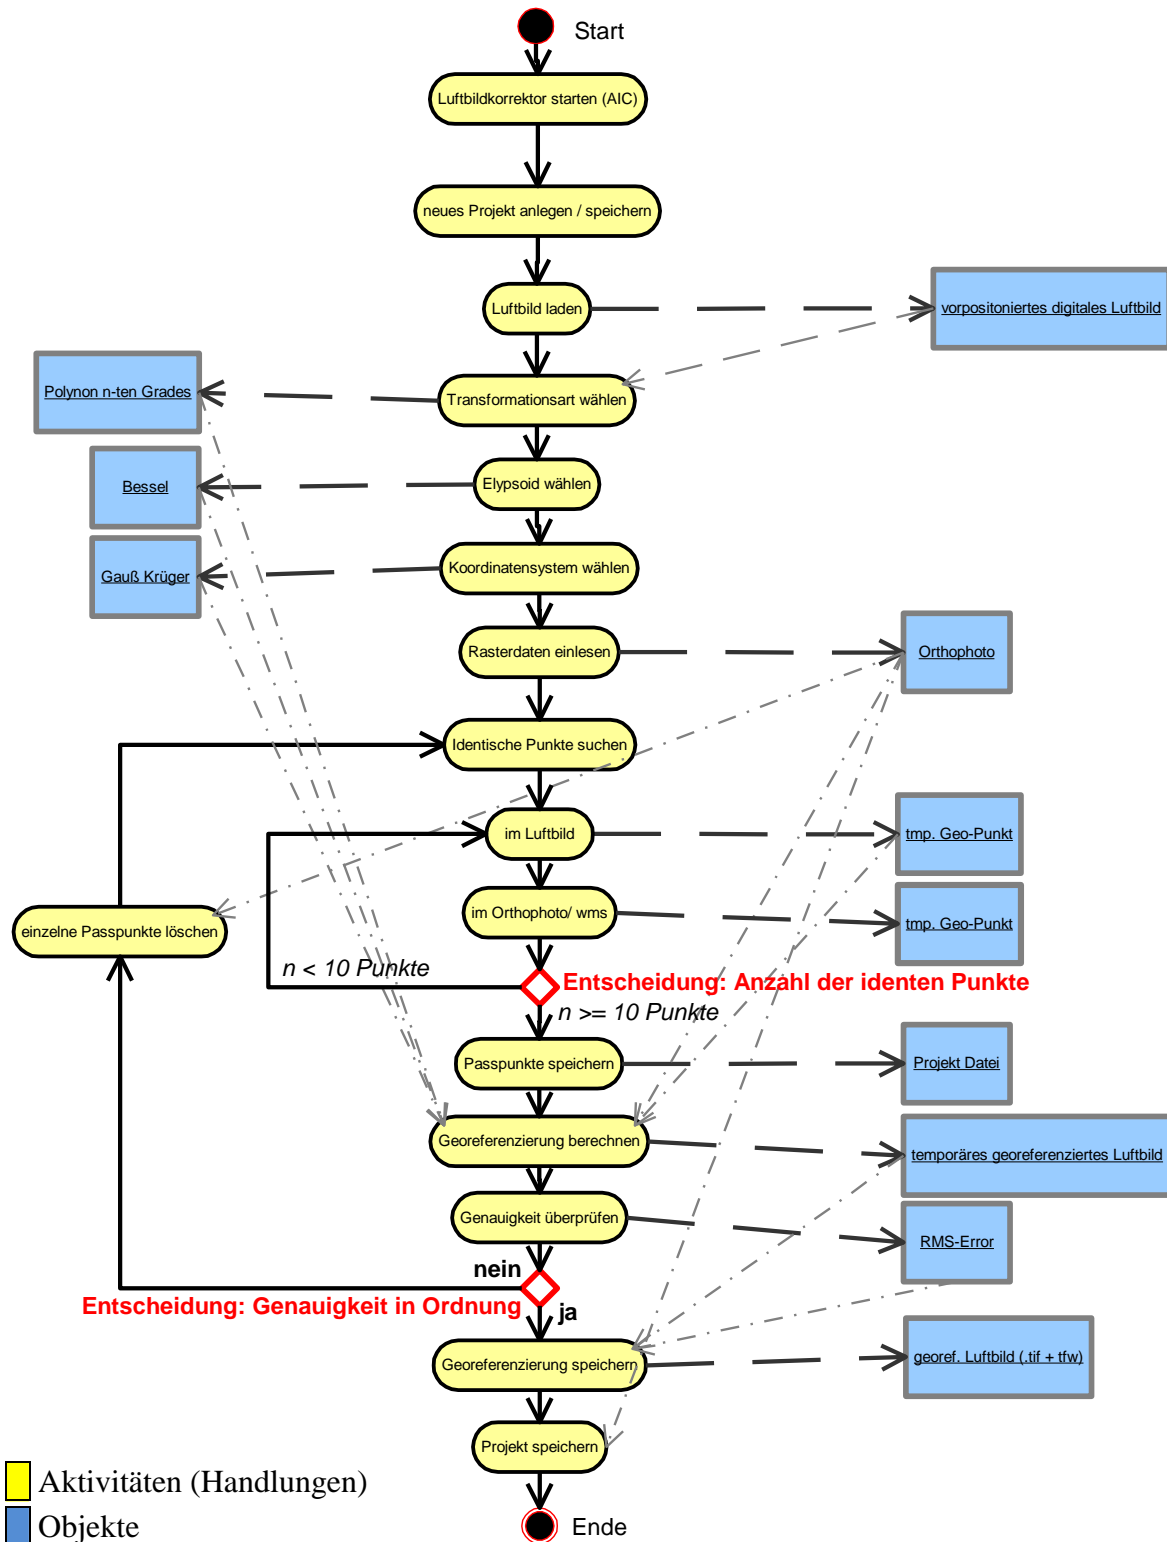 Start
Luftbildkorrektor starten (AIC)
neues Projekt anlegen / speichern
Luftbild laden
vorpositoniertes digitales Luftbild
Polynon n-ten Grades
Transformationsart wählen
Bessel
Elypsoid wählen
Gauß Krüger
Koordinatensystem wählen
Rasterdaten einlesen
Orthophoto
Identische Punkte suchen
im Luftbild
tmp. Geo-Punkt
im Orthophoto/ wms
tmp. Geo-Punkt
einzelne Passpunkte löschen
n < 10 Punkte
Entscheidung: Anzahl der identen Punkte
n >= 10 Punkte
Passpunkte speichern
Projekt Datei
Georeferenzierung berechnen
temporäres georeferenziertes Luftbild
Genauigkeit überprüfen
RMS-Error
nein
Entscheidung: Genauigkeit in Ordnung
ja
Georeferenzierung speichern
georef. Luftbild (.tif + tfw)
Projekt speichern
Aktivitäten (Handlungen)
Objekte
Ende